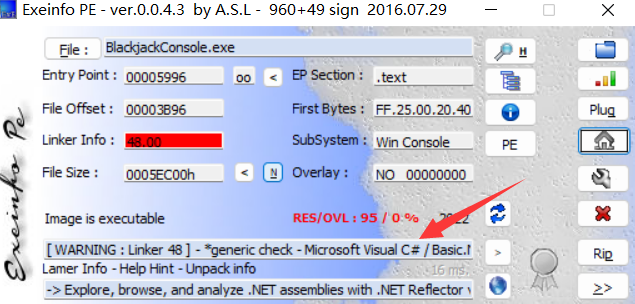 Exeinfo PE - ver.0.0.4.3 by A.S.L - 960+49 sign 2016.07.29
File : BlackjackConsole.exe H
Entry Point : 00005996 oo < EP Section : .text
File Offset : 00003B96 First Bytes : FF.25.00.20.40 Plug
Linker Info : 48.00 SubSystem : Win Console PE
File Size : 0005EC00h < N Overlay : NO 00000000
Image is executable RES/OVL : 95 / 0 % 2022
[ WARNING : Linker 48 ] - *generic check - Microsoft Visual C# / Basic.N > Rip
Lamer Info - Help Hint - Unpack info 16 ms.
-> Explore, browse, and analyze .NET assemblies with .NET Reflector v >>
Exeinfo Pe